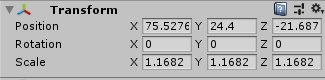 Transform
Position X 75.5276 Y 24.4 Z -21.687
Rotation X 0 Y 0 Z 0
Scale X 1.1682 Y 1.1682 Z 1.1682